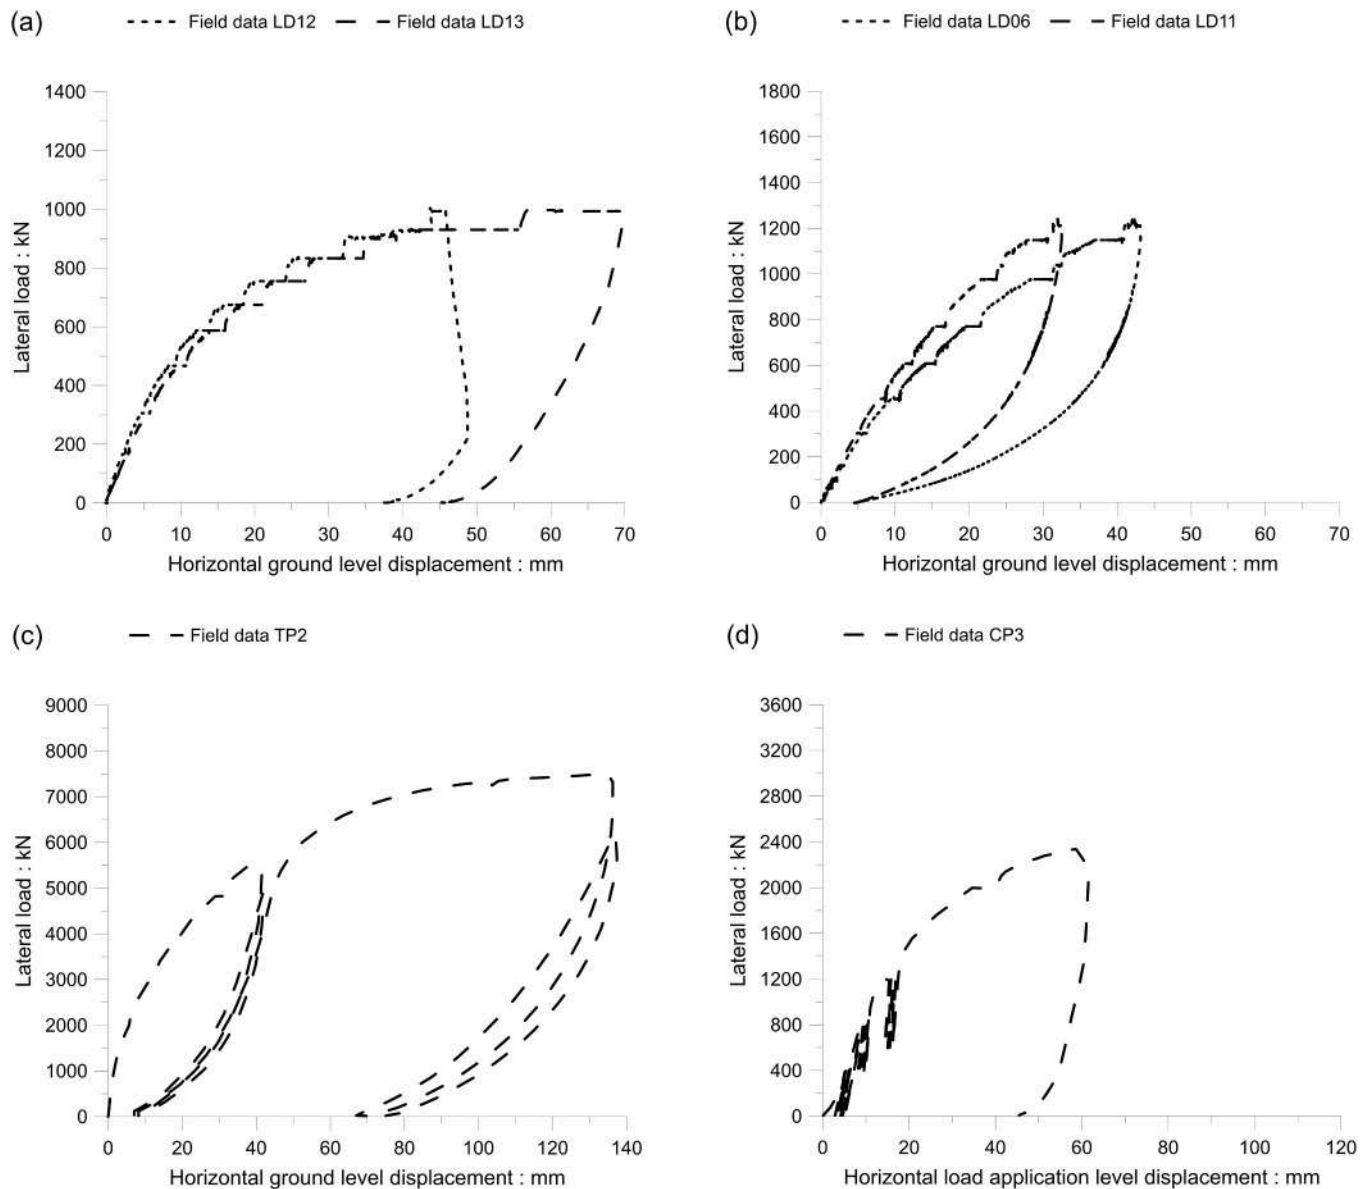 (a)
Field data LD12 Field data LD13
1400
1200
1000
800
600
400
200
0
Lateral load : kN
0 10 20 30 40 50 60 70
Horizontal ground level displacement : mm
(b)
Field data LD06 Field data LD11
1800
1600
1400
1200
1000
800
600
400
200
0
Lateral load : kN
0 10 20 30 40 50 60 70
Horizontal ground level displacement : mm
(c)
Field data TP2
9000
8000
7000
6000
5000
4000
3000
2000
1000
0
Lateral load : kN
0 20 40 60 80 100 120 140
Horizontal ground level displacement : mm
(d)
Field data CP3
3600
3200
2800
2400
2000
1600
1200
800
400
0
Lateral load : kN
0 20 40 60 80 100 120
Horizontal load application level displacement : mm